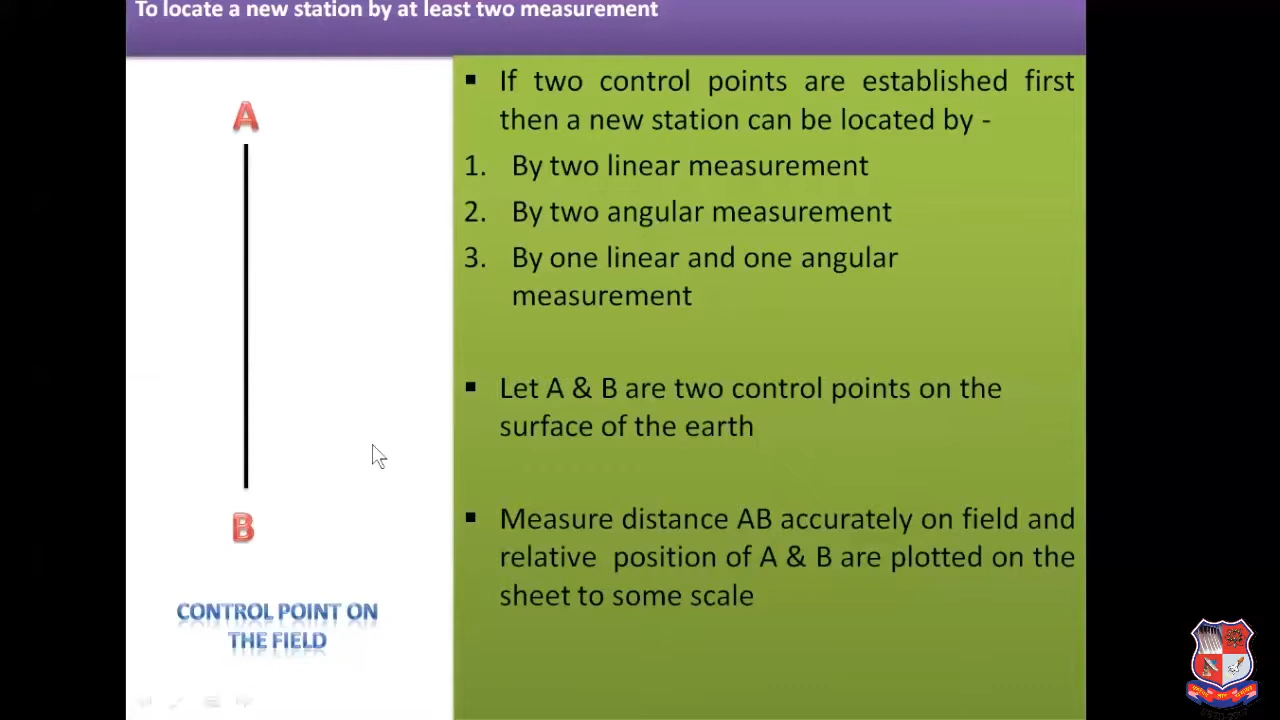 To locate a new station by at least two measurement
A
B
CONTROL POINT ON
THE FIELD
▪ If two control points are established first
then a new station can be located by -
1. By two linear measurement
2. By two angular measurement
3. By one linear and one angular
measurement
▪ Let A & B are two control points on the
surface of the earth
▪ Measure distance AB accurately on field and
relative position of A & B are plotted on the
sheet to some scale